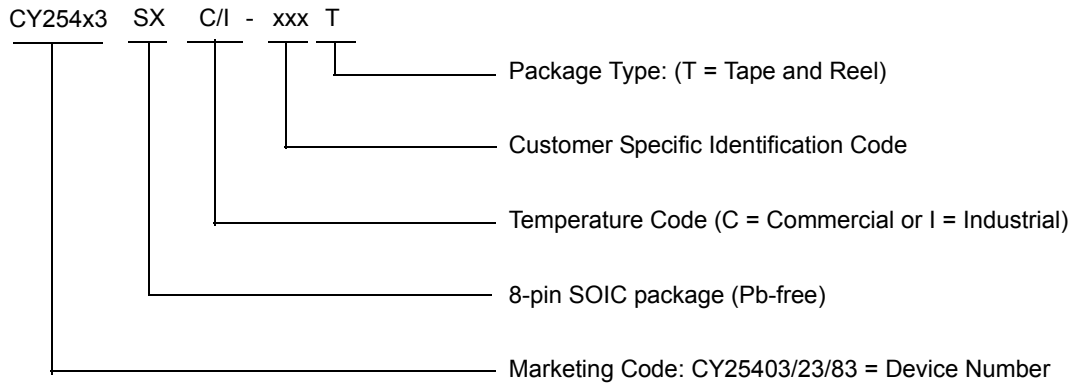 CY254x3 SX C/I - xxx T
Package Type: (T = Tape and Reel)
Customer Specific Identification Code
Temperature Code (C = Commercial or I = Industrial)
8-pin SOIC package (Pb-free)
Marketing Code: CY25403/23/83 = Device Number